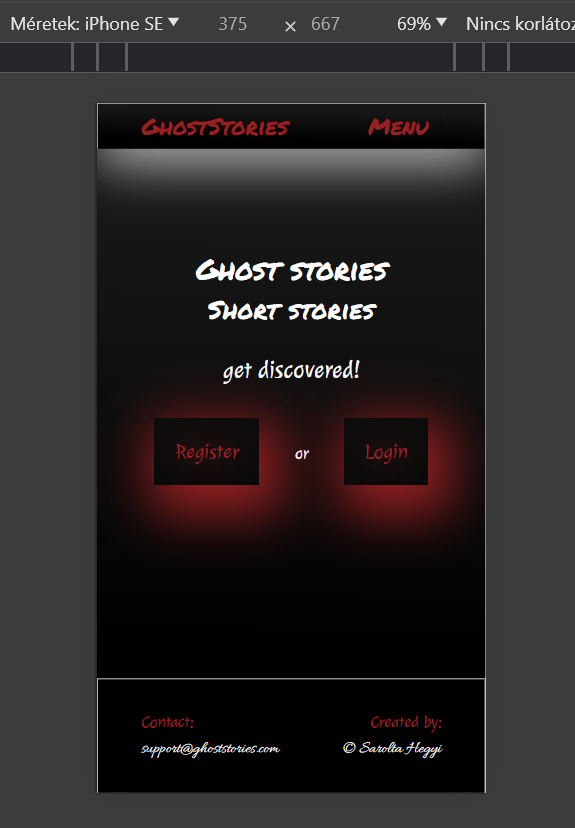 Méretek: iPhone SE 375 × 667 69% Nincs korlátoz
GhostStories Menu
Ghost stories
Short stories
get discovered!
Register or Login
Contact: Created by:
support@ghoststories.com © Sarolta Hegyi